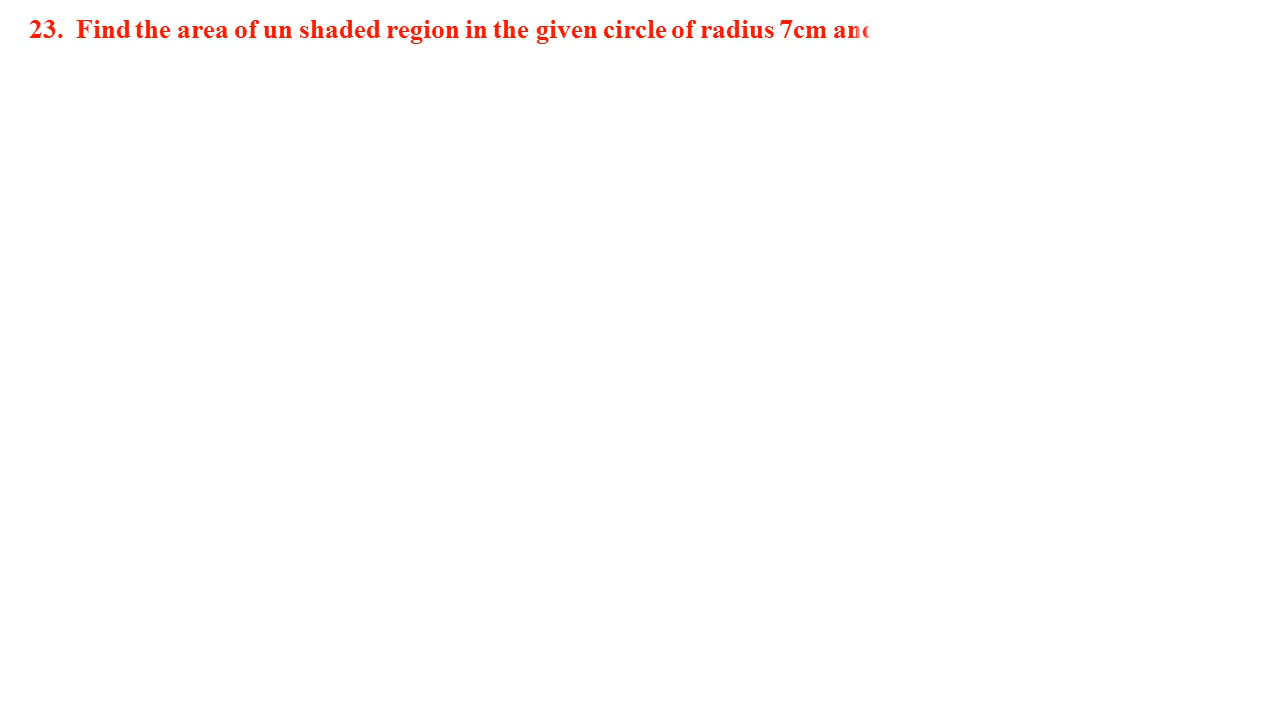 23. Find the area of un shaded region in the given circle of radius 7cm